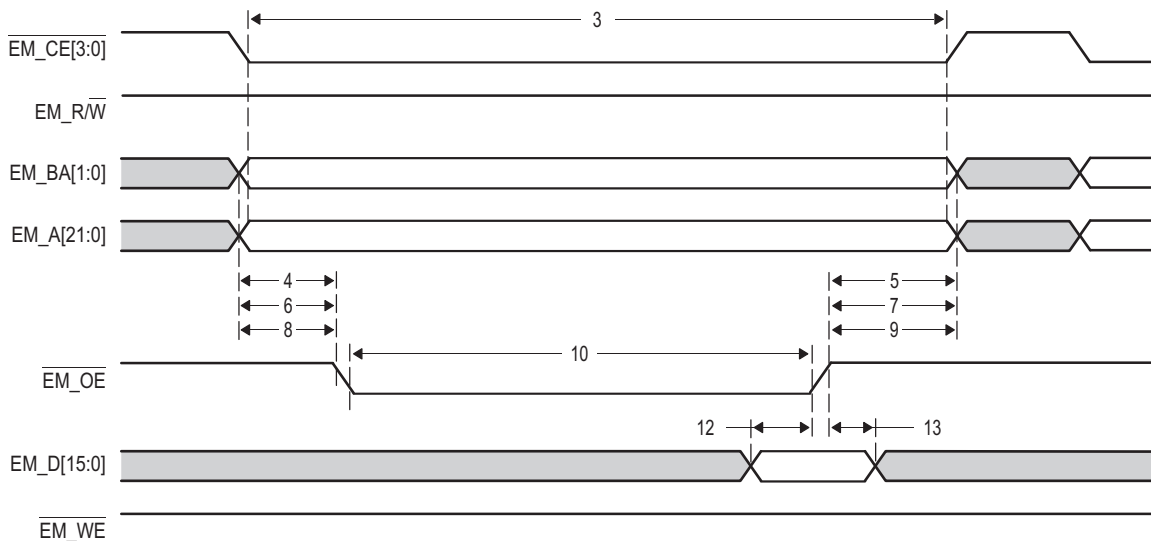 3
EM_CE[3:0]
EM_R/W
EM_BA[1:0]
EM_A[21:0]
4 5
6 7
8 9
10
EM_OE
12 13
EM_D[15:0]
EM_WE